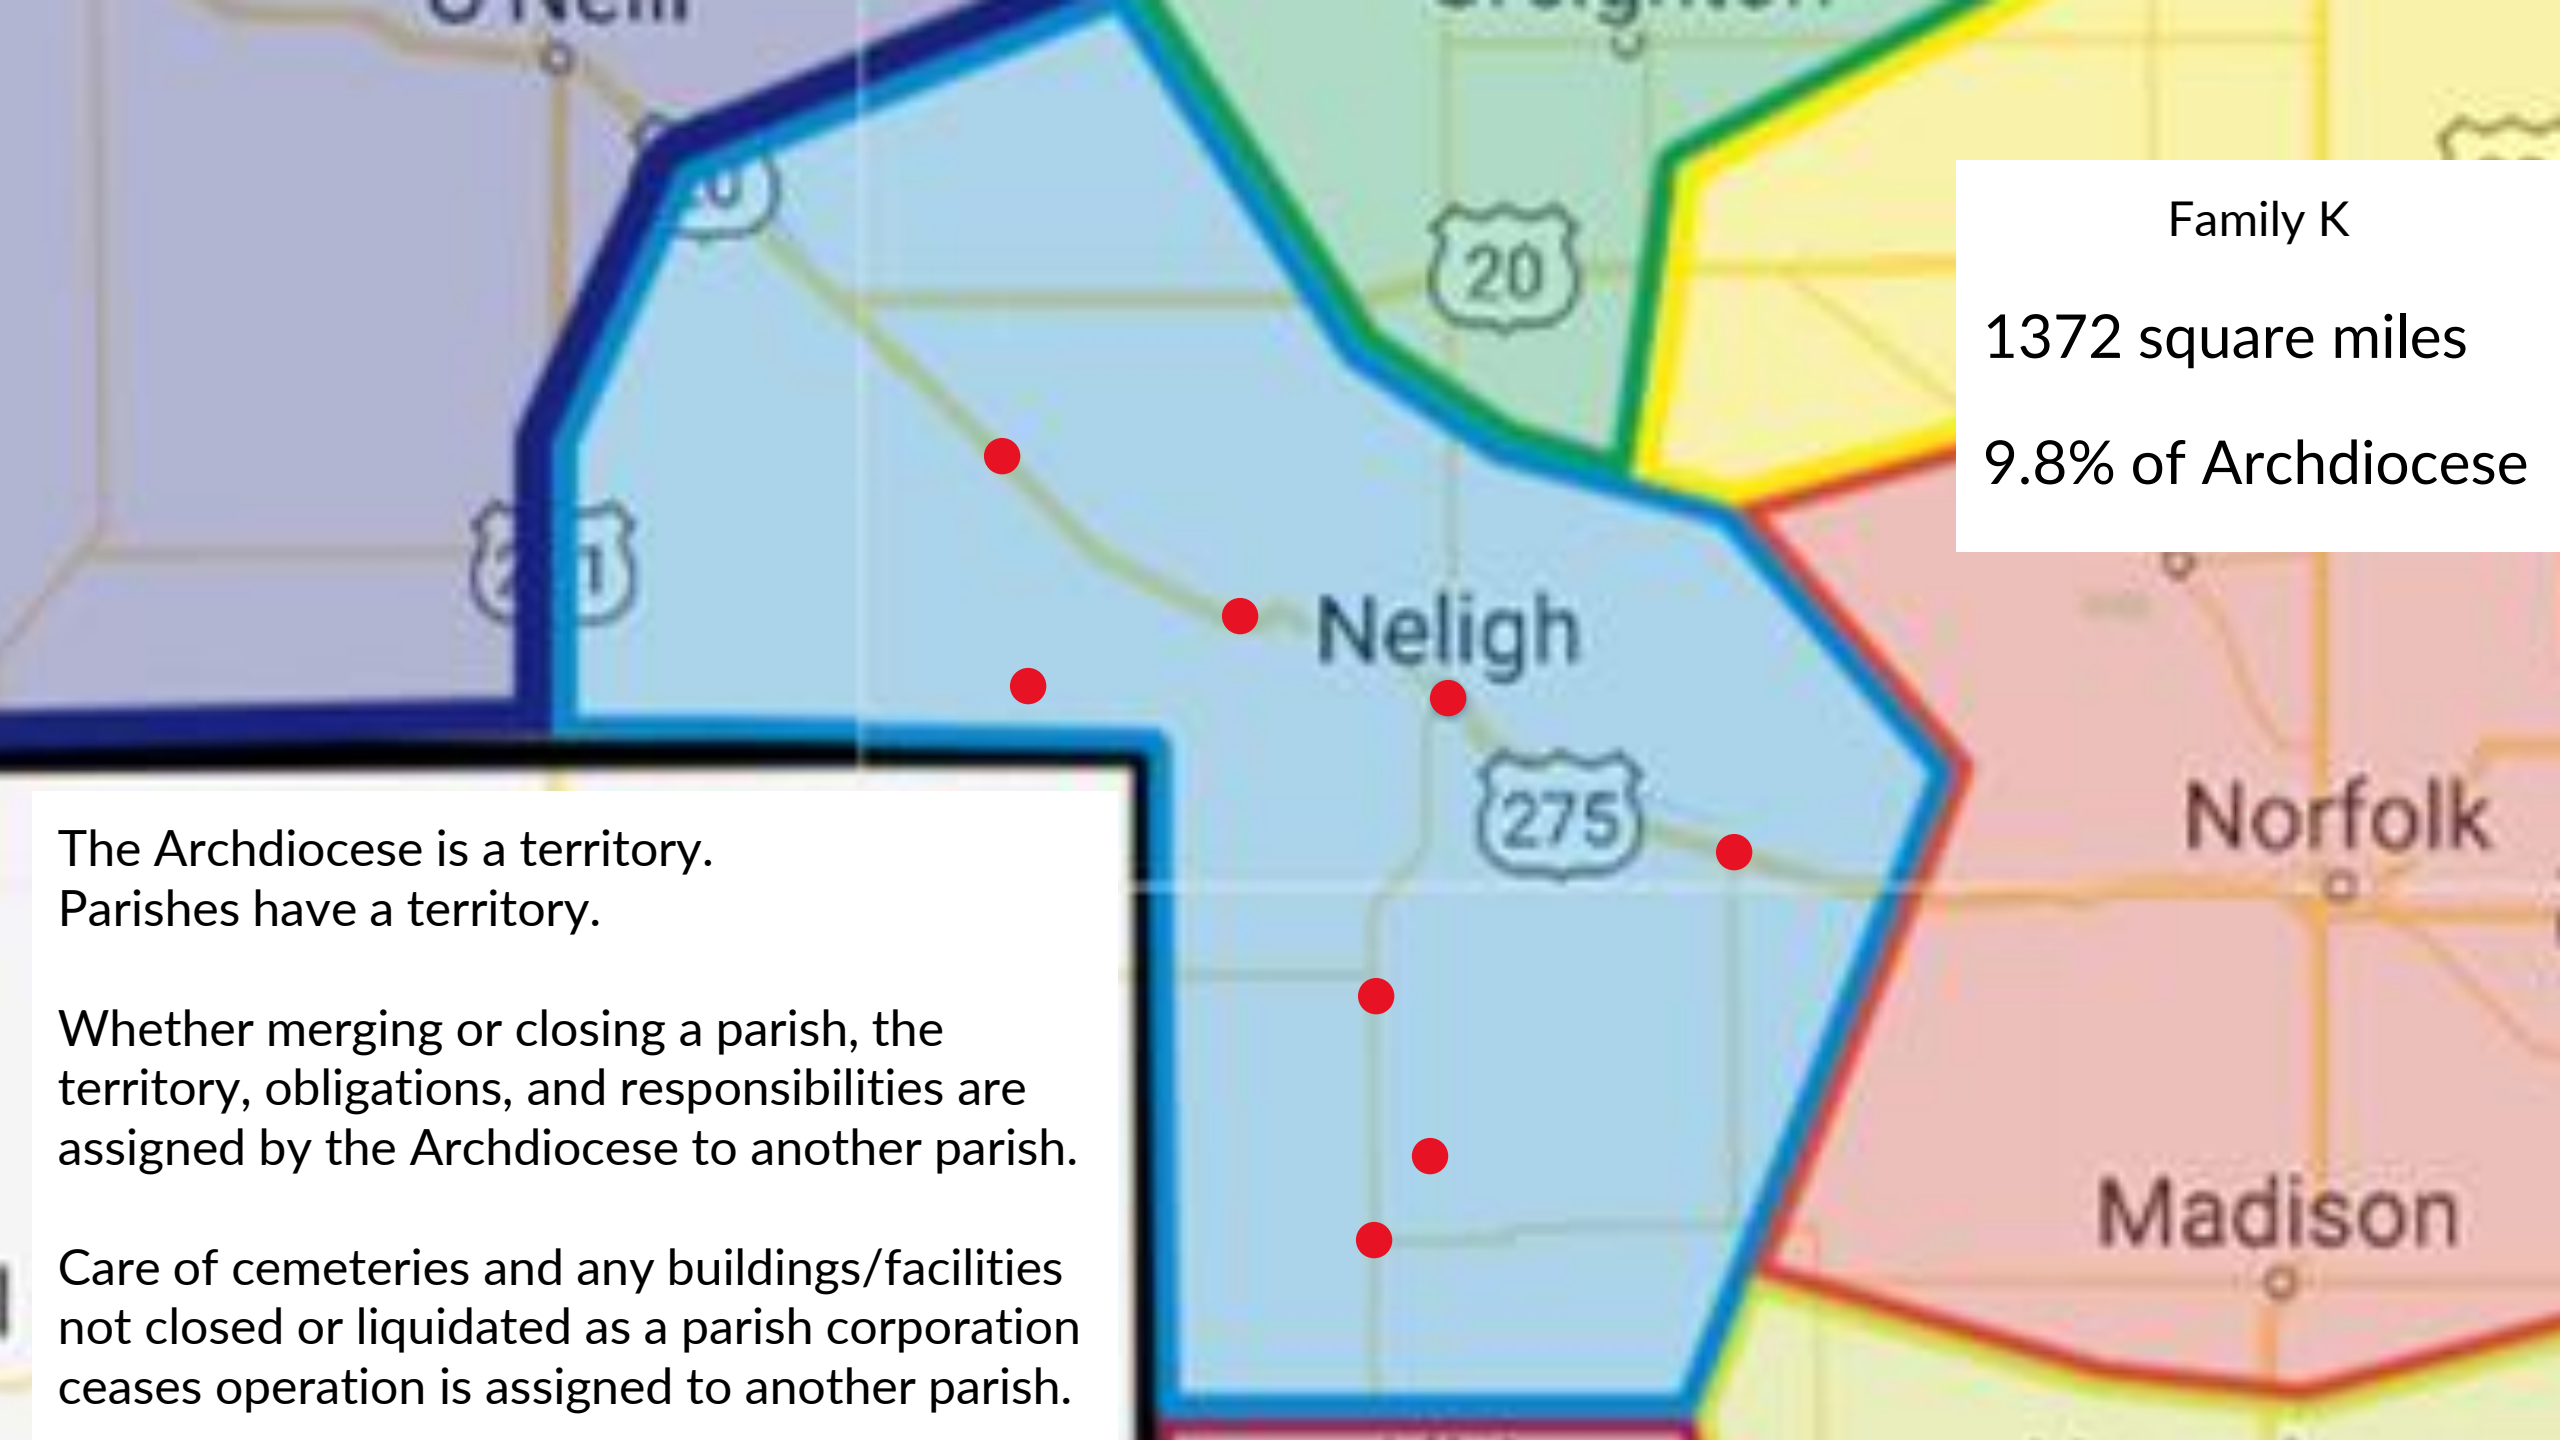 O'Neill
Creighton
20
20
Family K
1372 square miles
9.8% of Archdiocese
Neligh
275
Norfolk
Madison
The Archdiocese is a territory.
Parishes have a territory.
Whether merging or closing a parish, the
territory, obligations, and responsibilities are
assigned by the Archdiocese to another parish.
Care of cemeteries and any buildings/facilities
not closed or liquidated as a parish corporation
ceases operation is assigned to another parish.